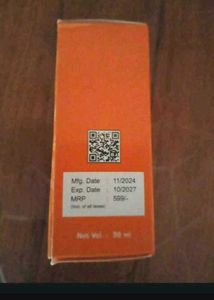 Mfg. Date : 11/2024
Exp. Date : 10/2027
MRP : 599/-
(Incl. of all taxes)
Net Vol. : 30 ml